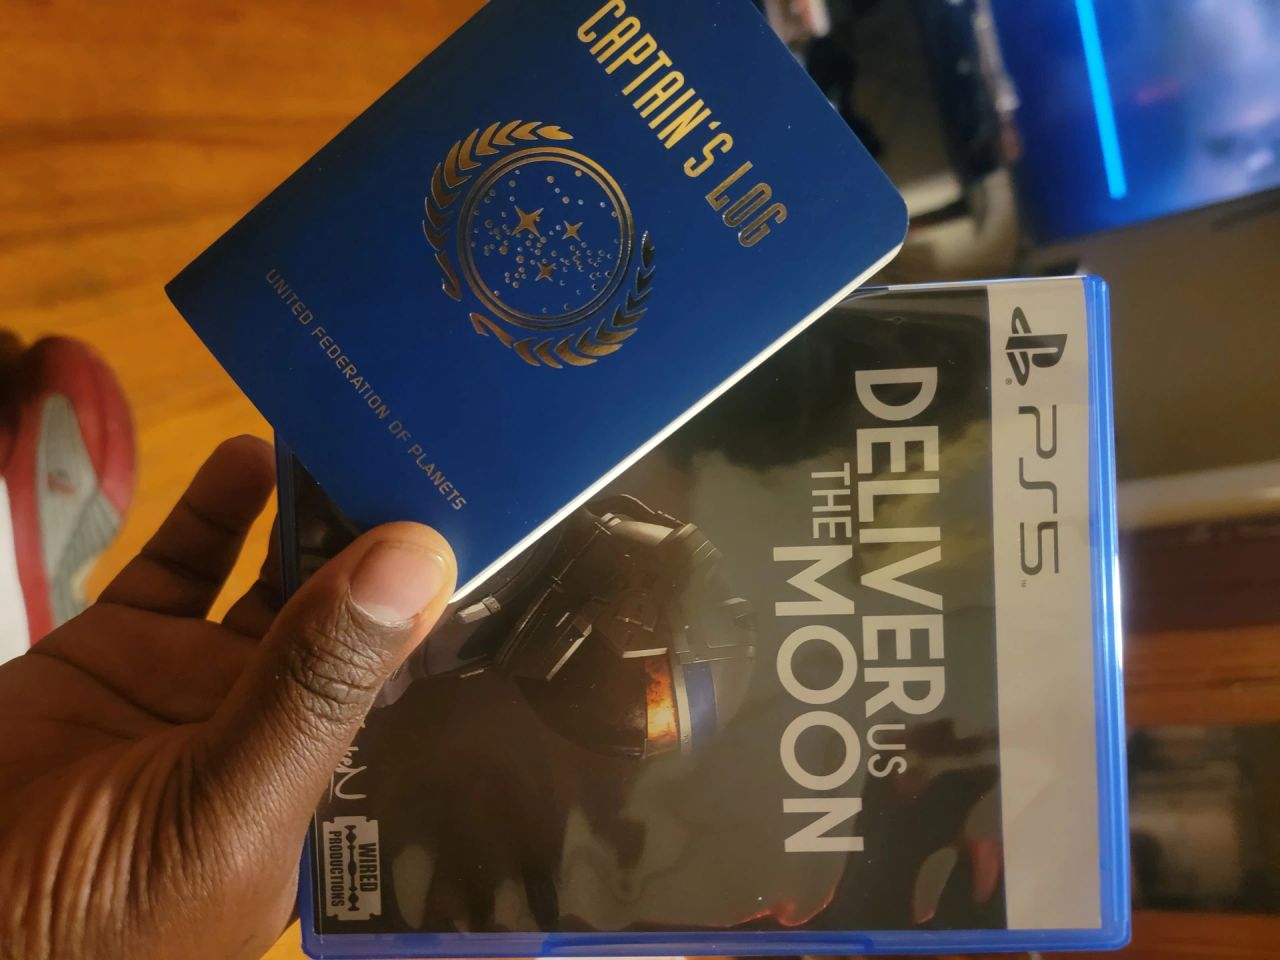 CAPTAIN'S LOG
UNITED FEDERATION OF PLANETS
PS5
DELIVER US
THE MOON
WIRED
PRODUCTIONS